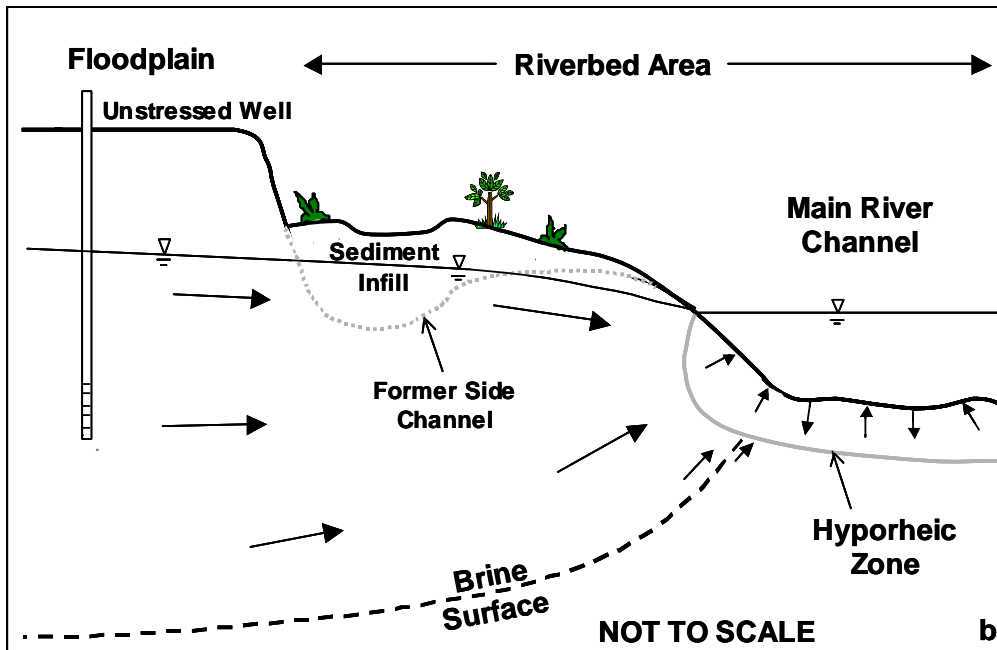 Floodplain
Riverbed Area
Unstressed Well
Main River
Channel
Sediment
Infill
Former Side
Channel
Hyporheic
Zone
Brine
Surface
NOT TO SCALE
b